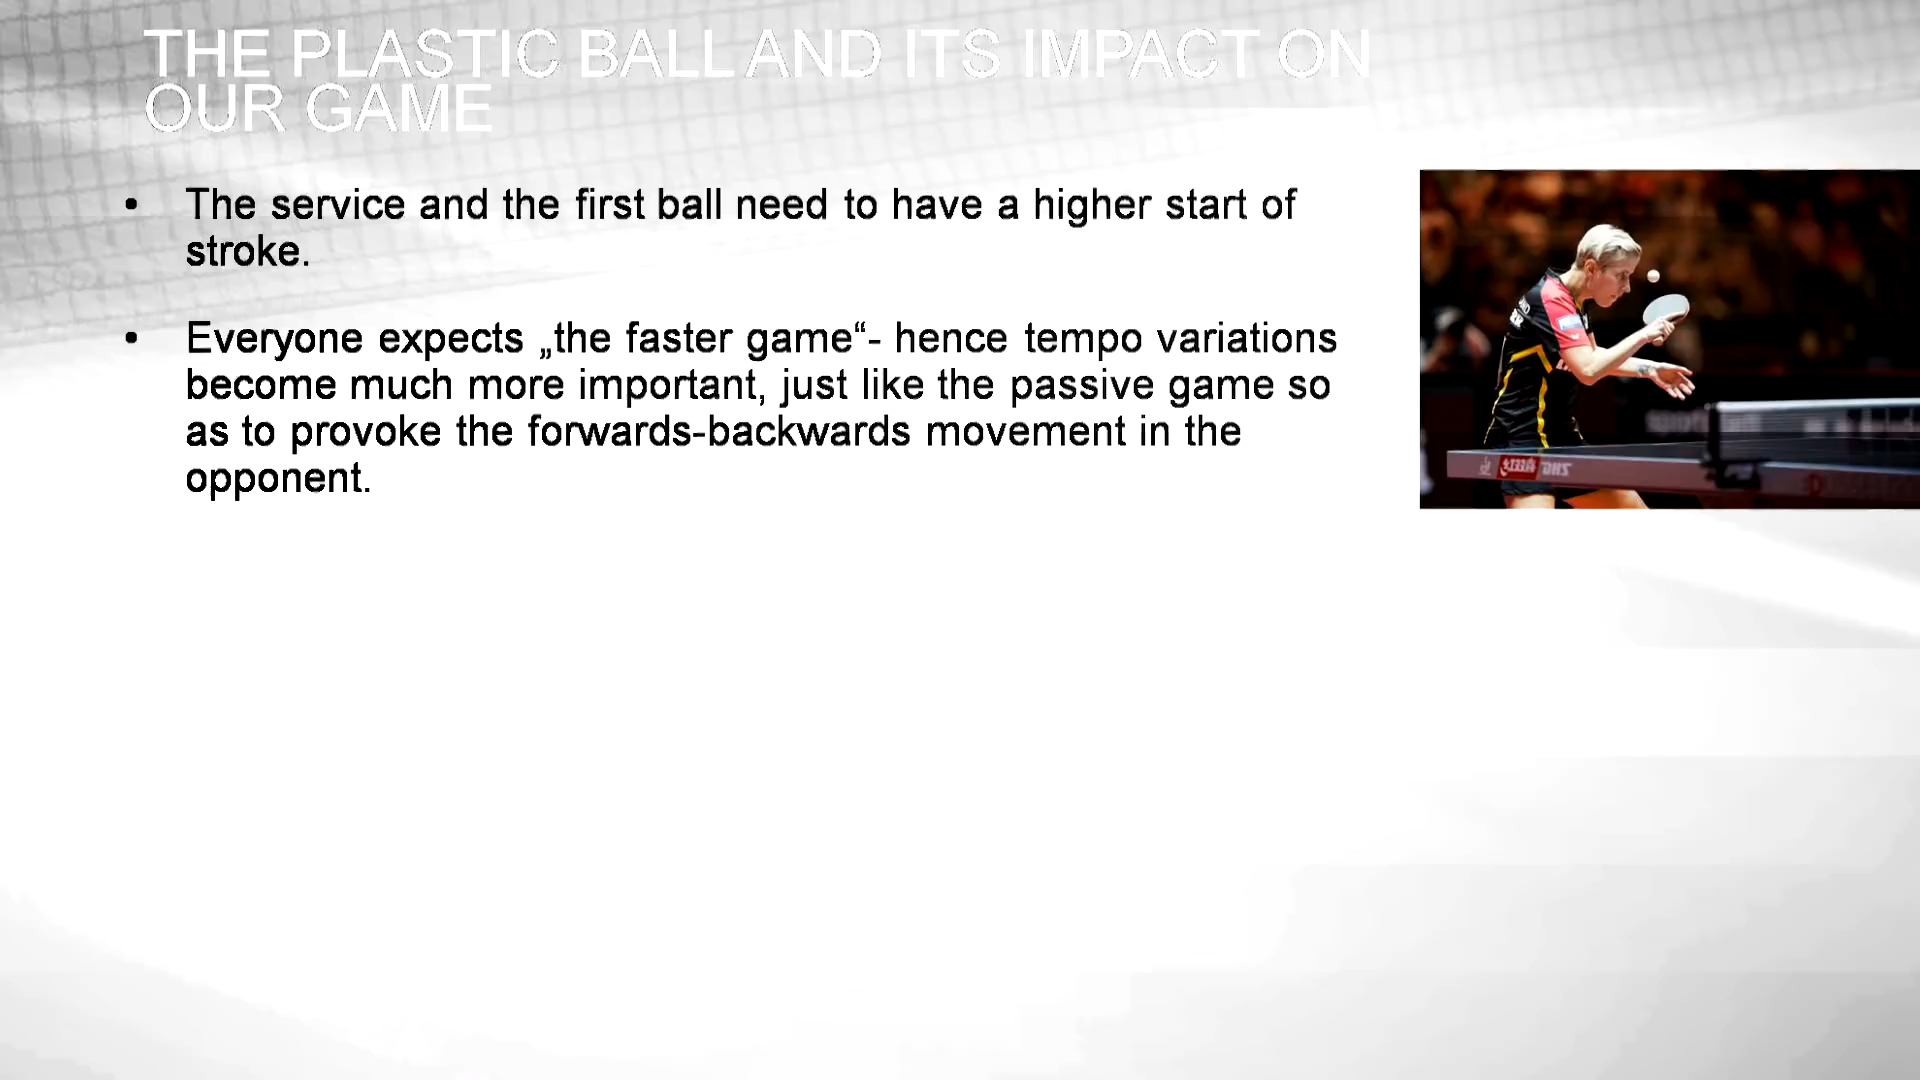 THE PLASTIC BALL AND ITS IMPACT ON
OUR GAME
• The service and the first ball need to have a higher start of
stroke.
• Everyone expects „the faster game“- hence tempo variations
become much more important, just like the passive game so
as to provoke the forwards-backwards movement in the
opponent.
DHS